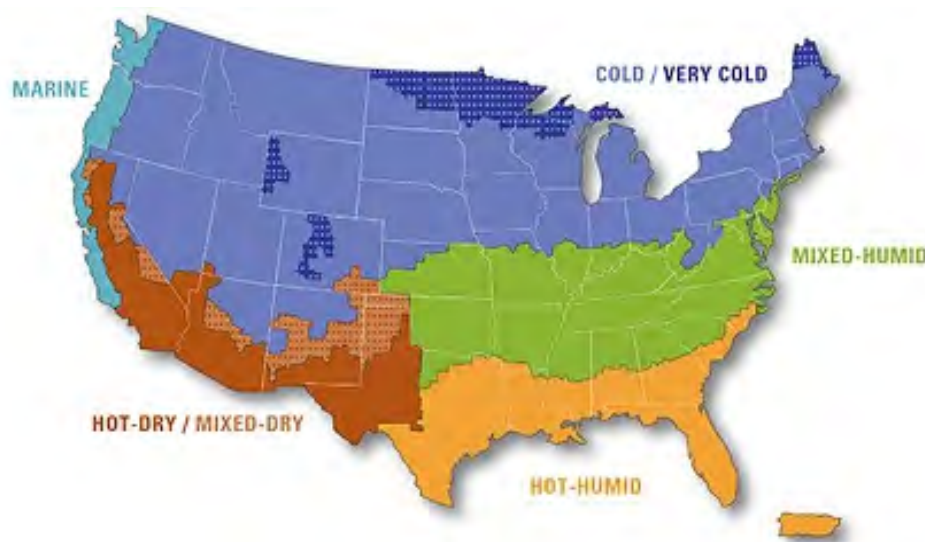 COLD / VERY COLD
MARINE
MIXED-HUMID
HOT-DRY / MIXED-DRY
HOT-HUMID